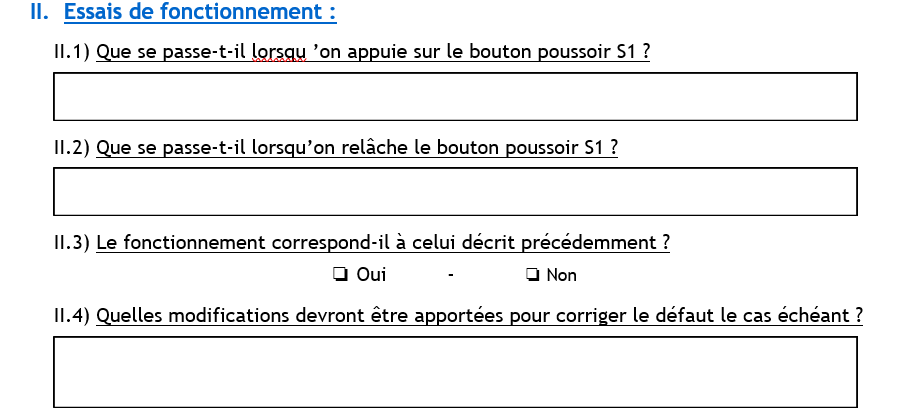 II. Essais de fonctionnement :
II.1) Que se passe-t-il lorsqu ’on appuie sur le bouton poussoir S1 ?
II.2) Que se passe-t-il lorsqu’on relâche le bouton poussoir S1 ?
II.3) Le fonctionnement correspond-il à celui décrit précédemment ?
❏ Oui - ❏ Non
II.4) Quelles modifications devront être apportées pour corriger le défaut le cas échéant ?